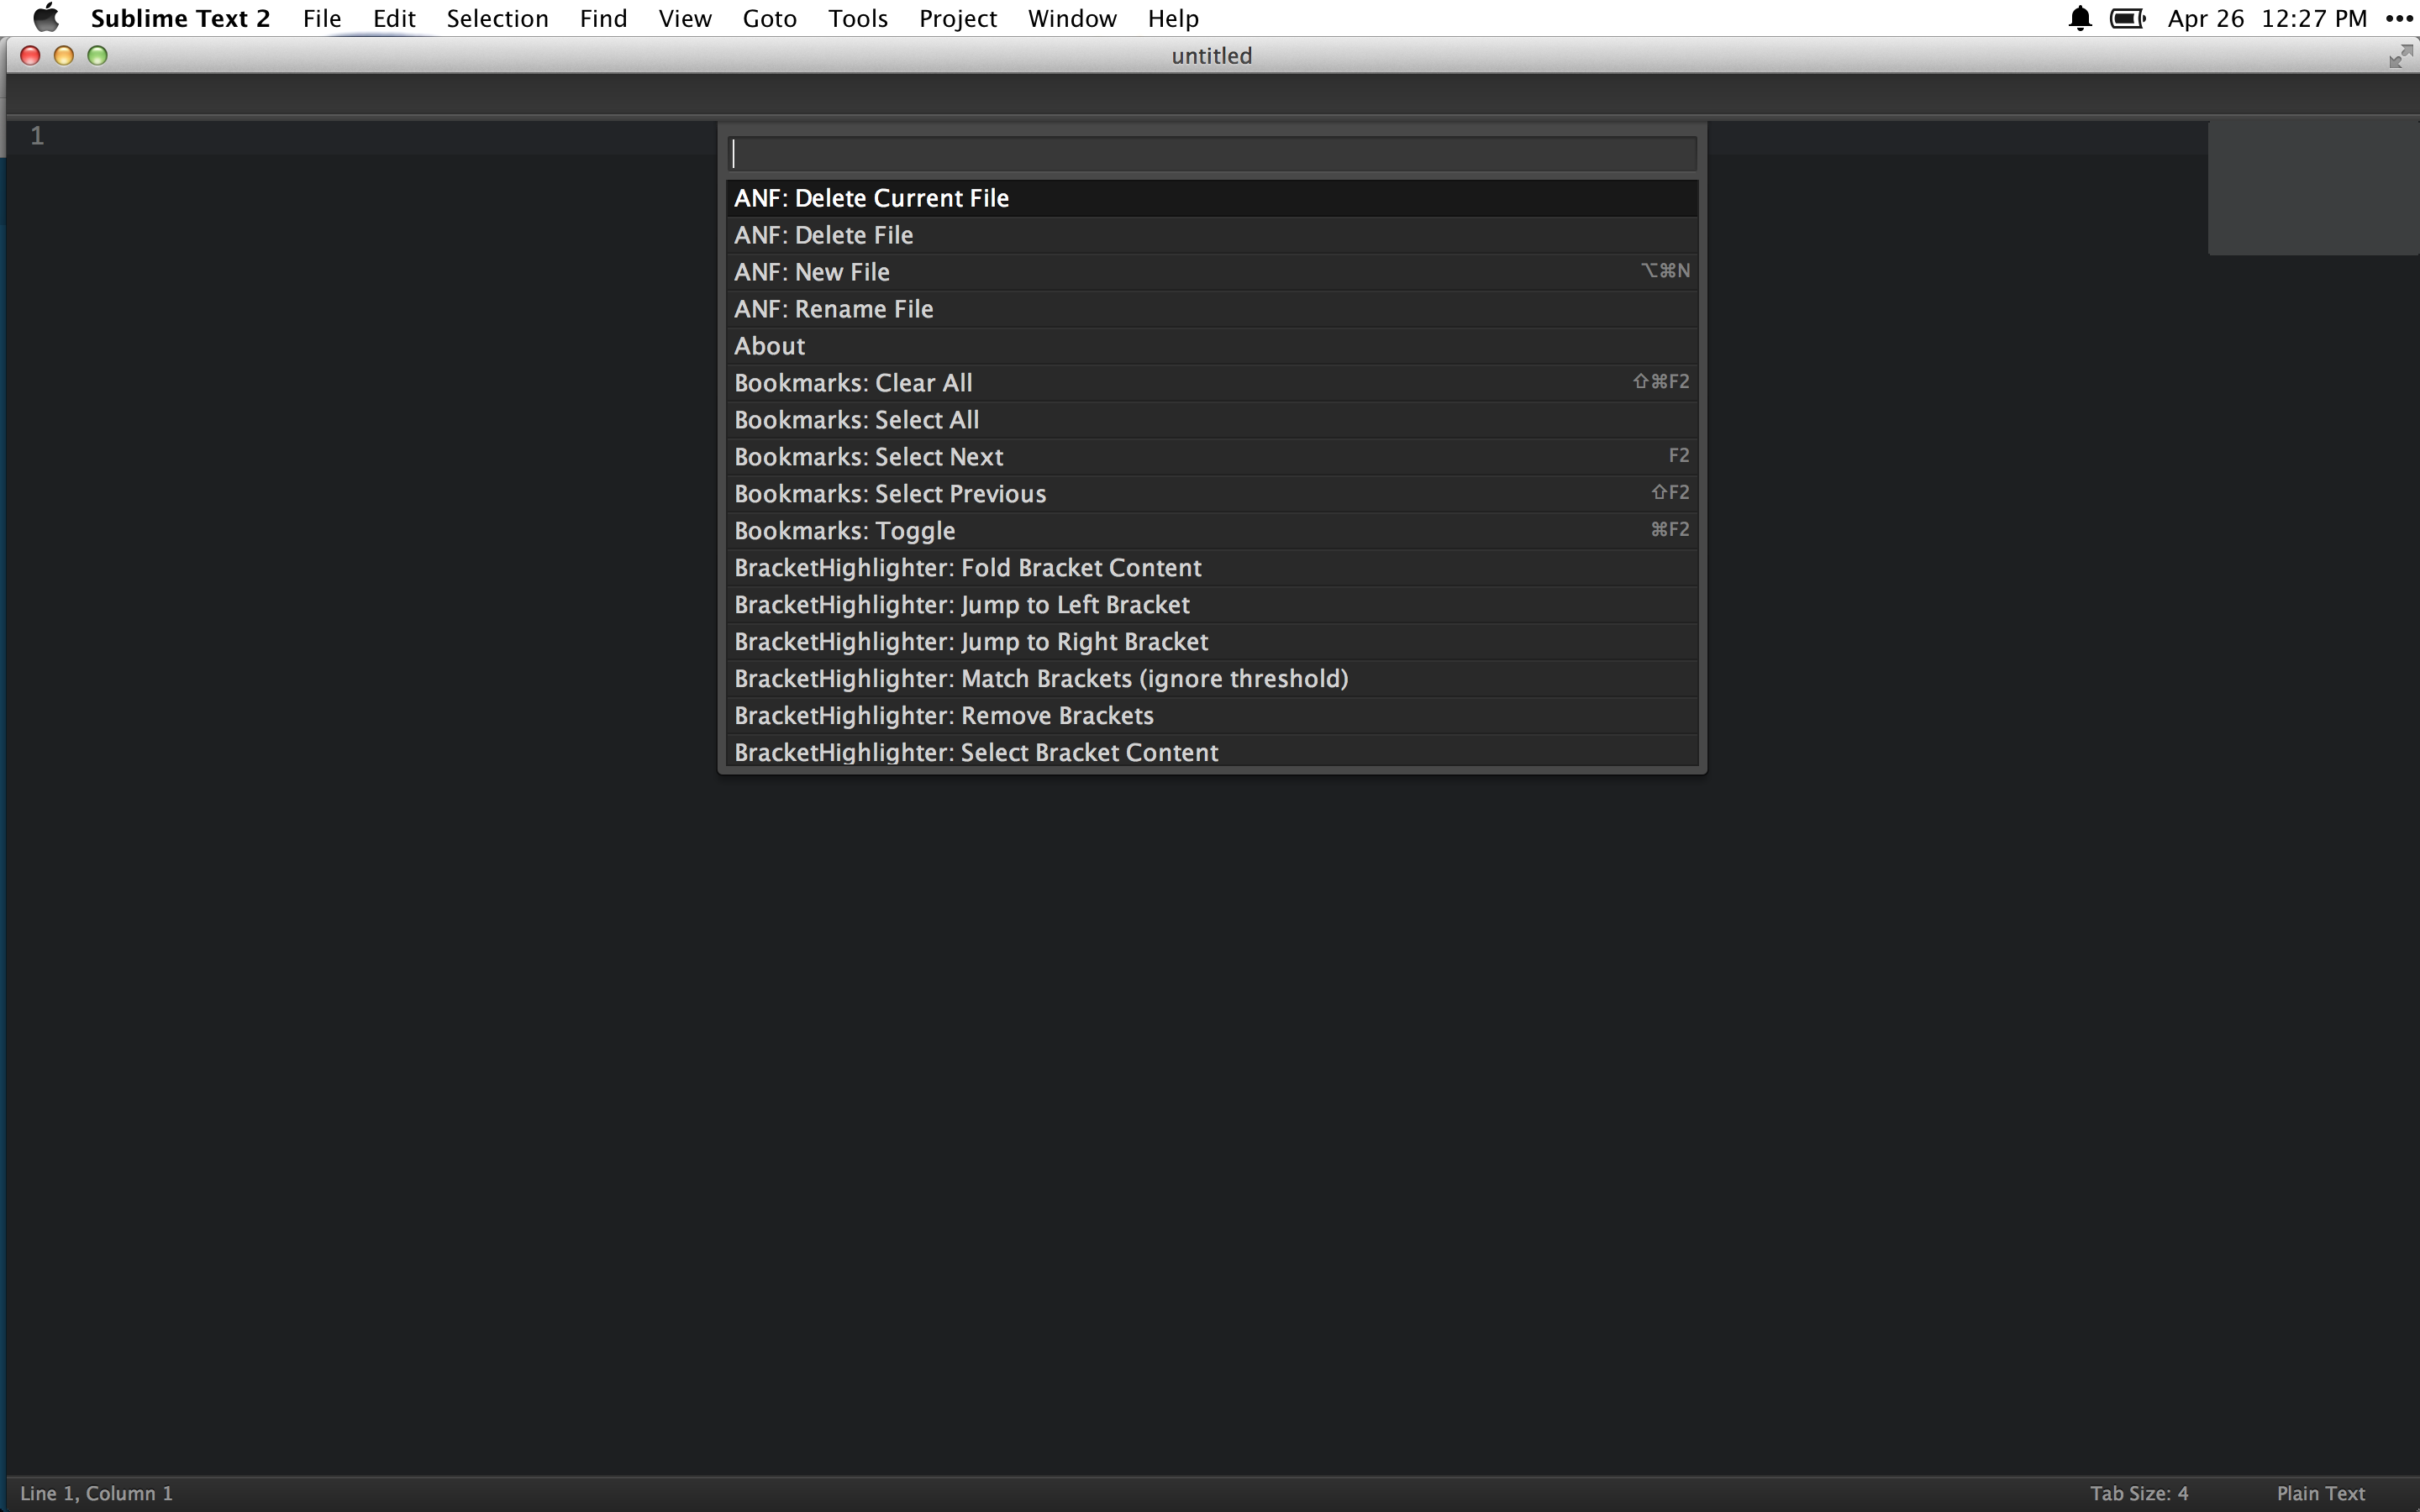 Sublime Text 2 File Edit Selection Find View Goto Tools Project Window Help Apr 26 12:27 PM
untitled
1
ANF: Delete Current File
ANF: Delete File
ANF: New File ⌥⌘N
ANF: Rename File
About
Bookmarks: Clear All ⇧⌘F2
Bookmarks: Select All
Bookmarks: Select Next F2
Bookmarks: Select Previous ⇧F2
Bookmarks: Toggle ⌘F2
BracketHighlighter: Fold Bracket Content
BracketHighlighter: Jump to Left Bracket
BracketHighlighter: Jump to Right Bracket
BracketHighlighter: Match Brackets (ignore threshold)
BracketHighlighter: Remove Brackets
BracketHighlighter: Select Bracket Content
Line 1, Column 1 Tab Size: 4 Plain Text